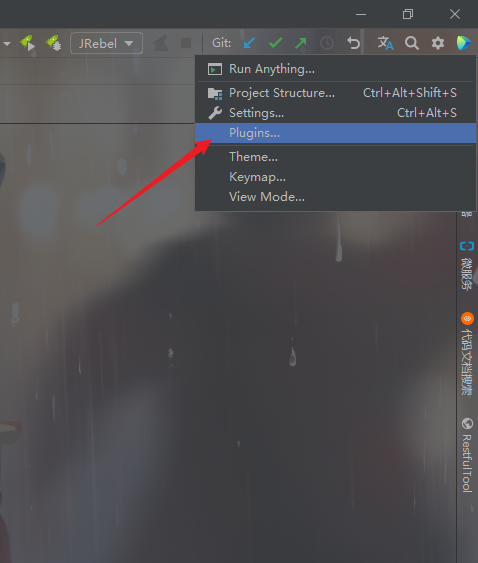 JRebel
Git:
Run Anything...
Project Structure... Ctrl+Alt+Shift+S
Settings... Ctrl+Alt+S
Plugins...
Theme...
Keymap...
View Mode...
微服务
代码文档搜索
RestfulTool